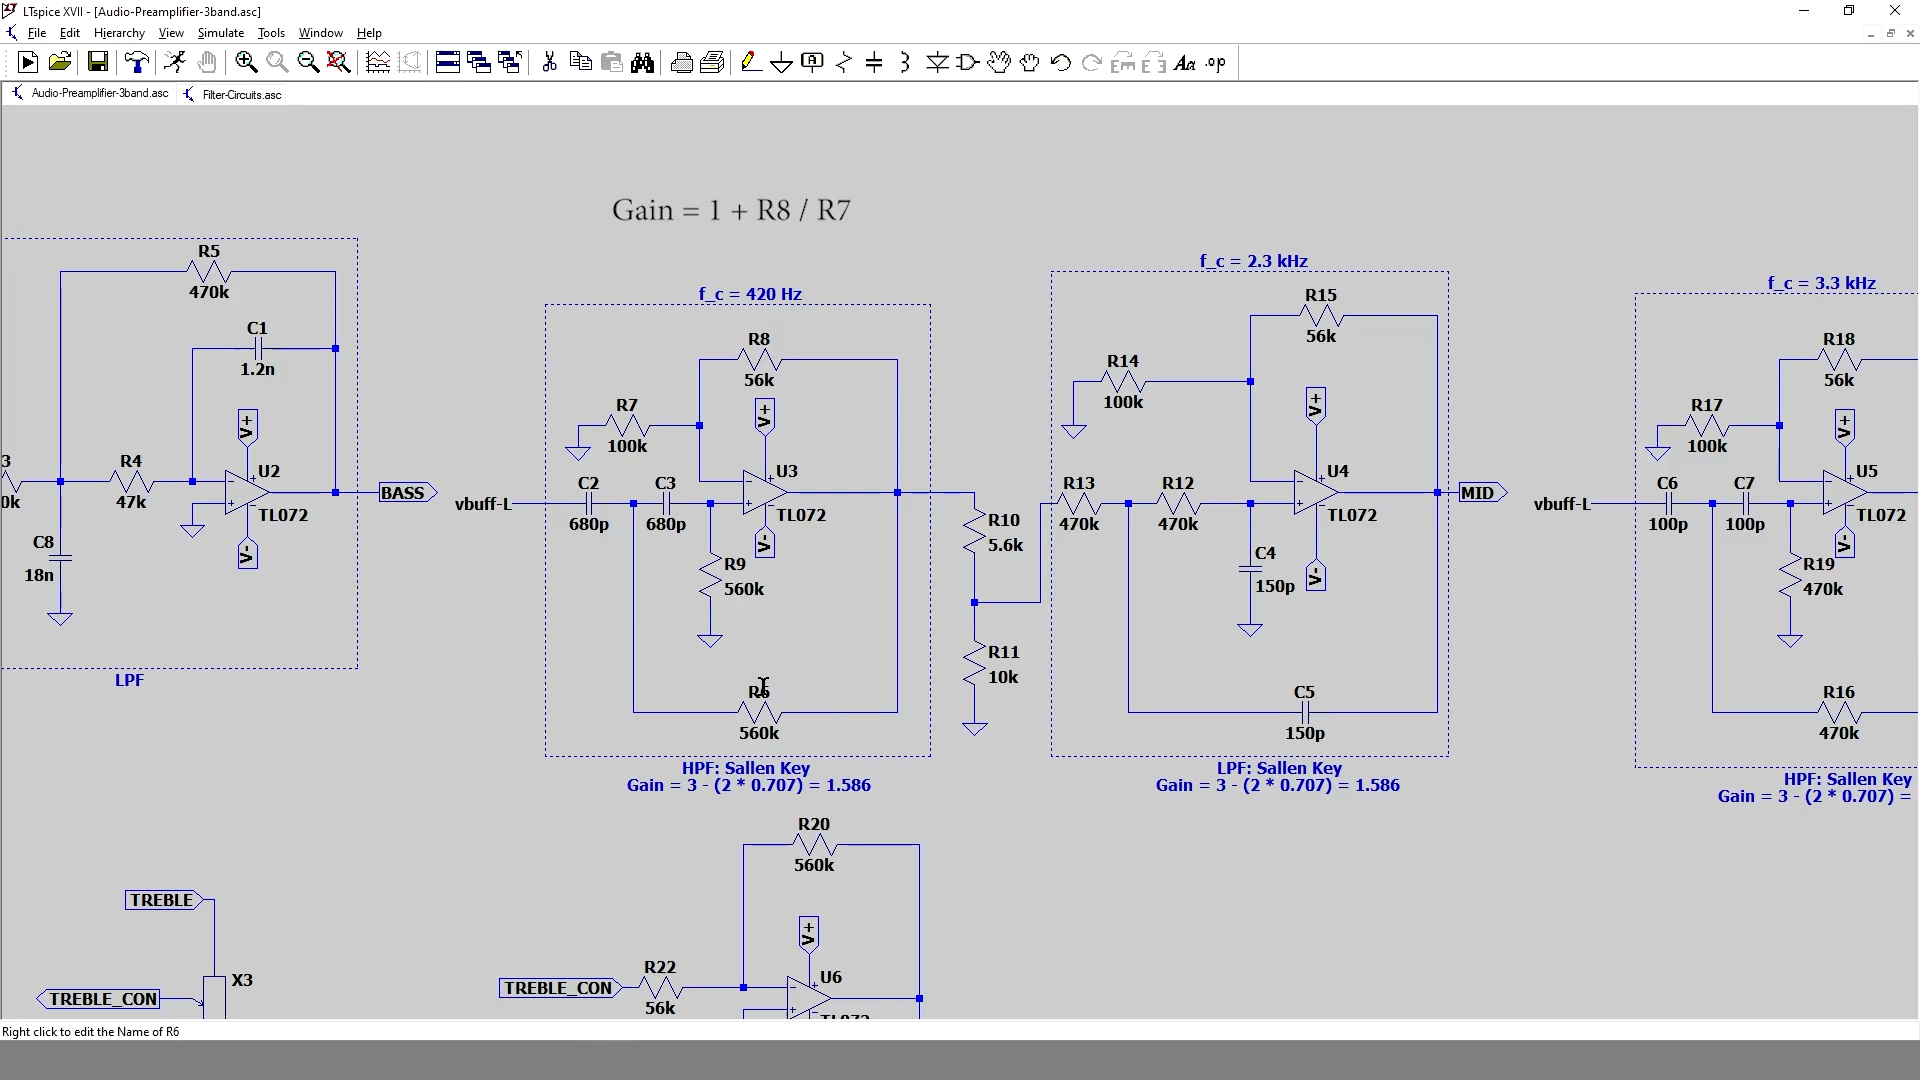 LTspice XVII - [Audio-Preamplifier-3band.asc]
File Edit Hierarchy View Simulate Tools Window Help
Audio-Preamplifier-3band.asc Filter-Circuits.asc
Gain = 1 + R8 / R7
R5
470k
C1
1.2n
3
0k
R4
47k
V+
U2
TL072
V-
BASS
C8
18n
LPF
f_c = 420 Hz
R8
56k
R7
100k
V+
vbuff-L
C2
680p
C3
680p
U3
TL072
V-
R9
560k
R6
560k
HPF: Sallen Key
Gain = 3 - (2 * 0.707) = 1.586
R10
5.6k
R11
10k
f_c = 2.3 kHz
R15
56k
R14
100k
V+
R13
470k
R12
470k
U4
TL072
V-
MID
C4
150p
C5
150p
LPF: Sallen Key
Gain = 3 - (2 * 0.707) = 1.586
f_c = 3.3 kHz
R18
56k
R17
100k
V+
vbuff-L
C6
100p
C7
100p
U5
TL072
V-
R19
470k
R16
470k
HPF: Sallen Key
Gain = 3 - (2 * 0.707) =
TREBLE
TREBLE_CON
X3
R20
560k
V+
TREBLE_CON
R22
56k
U6
TL072
Right click to edit the Name of R6